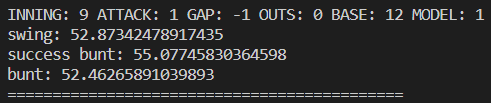 INNING: 9 ATTACK: 1 GAP: -1 OUTS: 0 BASE: 12 MODEL: 1
swing: 52.87342478917435
success bunt: 55.07745830364598
bunt: 52.46265891039893
============================================